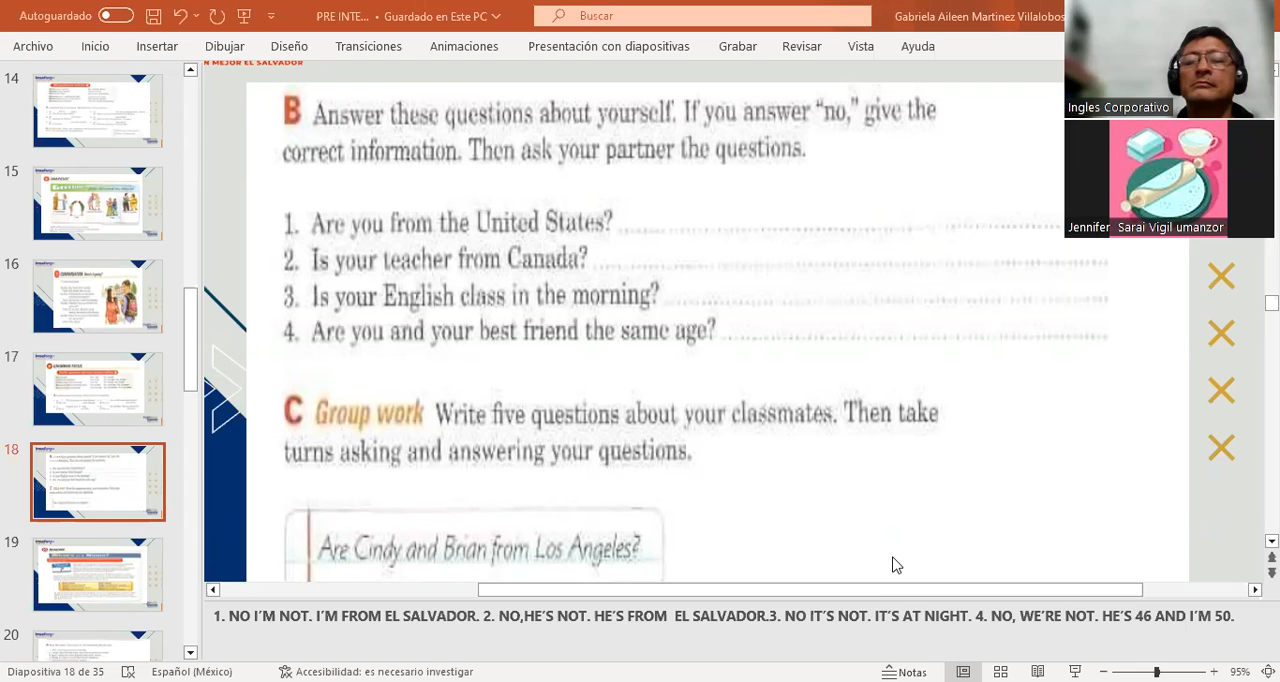 Autoguardado
PRE INTE... • Guardado en Este PC
Buscar
Gabriela Aileen Martinez Villalobos
Archivo Inicio Insertar Dibujar Diseño Transiciones Animaciones Presentación con diapositivas Grabar Revisar Vista Ayuda
Ingles Corporativo
Jennifer Sarai Vigil umanzor
14
15
16
17
18
19
20
N MEJOR EL SALVADOR
B Answer these questions about yourself. If you answer “no,” give the
correct information. Then ask your partner the questions.
1. Are you from the United States?
2. Is your teacher from Canada?
3. Is your English class in the morning?
4. Are you and your best friend the same age?
C Group work Write five questions about your classmates. Then take
turns asking and answering your questions.
Are Cindy and Brian from Los Angeles?
1. NO I´M NOT. I´M FROM EL SALVADOR. 2. NO,HE´S NOT. HE´S FROM EL SALVADOR.3. NO IT´S NOT. IT´S AT NIGHT. 4. NO, WE´RE NOT. HE´S 46 AND I´M 50.
Diapositiva 18 de 35 Español (México) Accesibilidad: es necesario investigar Notas 95%